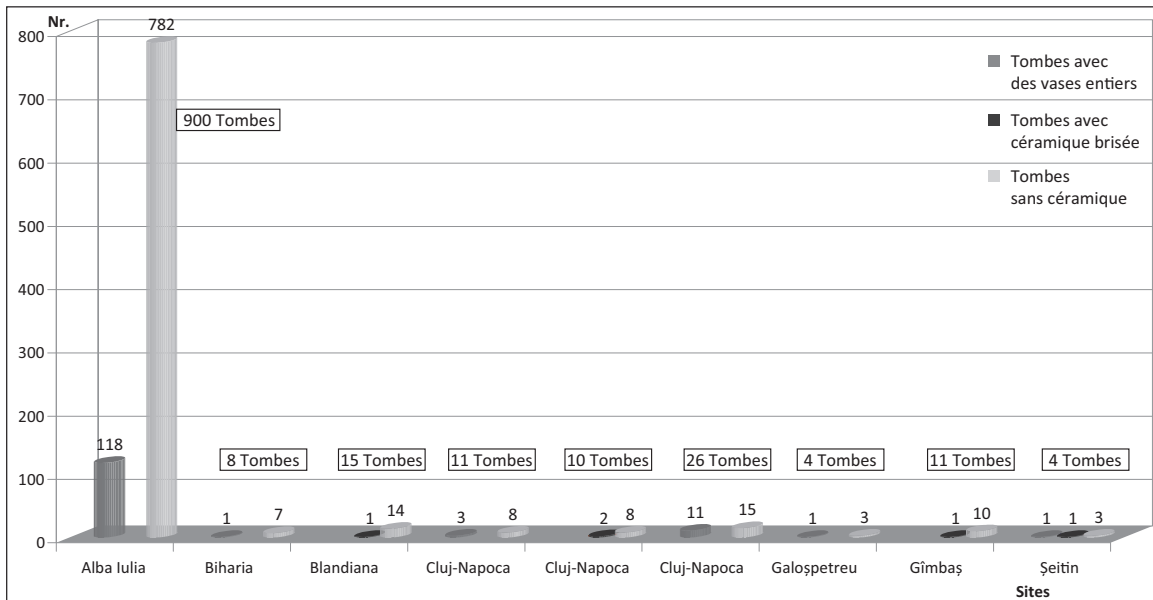 Nr.
800
700
600
500
400
300
200
100
0
782
900 Tombes
118
Tombes avec
des vases entiers
Tombes avec
céramique brisée
Tombes
sans céramique
8 Tombes
15 Tombes
11 Tombes
10 Tombes
26 Tombes
4 Tombes
11 Tombes
4 Tombes
1 7 1 14 3 8 2 8 11 15 1 3 1 10 1 1 3
Alba Iulia
Biharia
Blandiana
Cluj-Napoca
Cluj-Napoca
Cluj-Napoca
Galoșpetreu
Gîmbaș
Șeitin
Sites